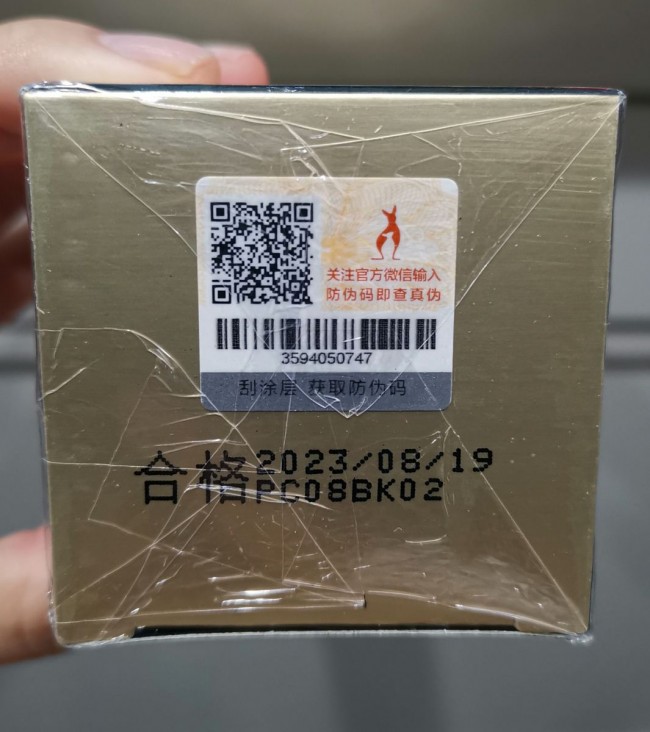 关注官方微信输入
防伪码即查真伪
3594050747
刮涂层 获取防伪码
合格2023/08/19
PC08BK02